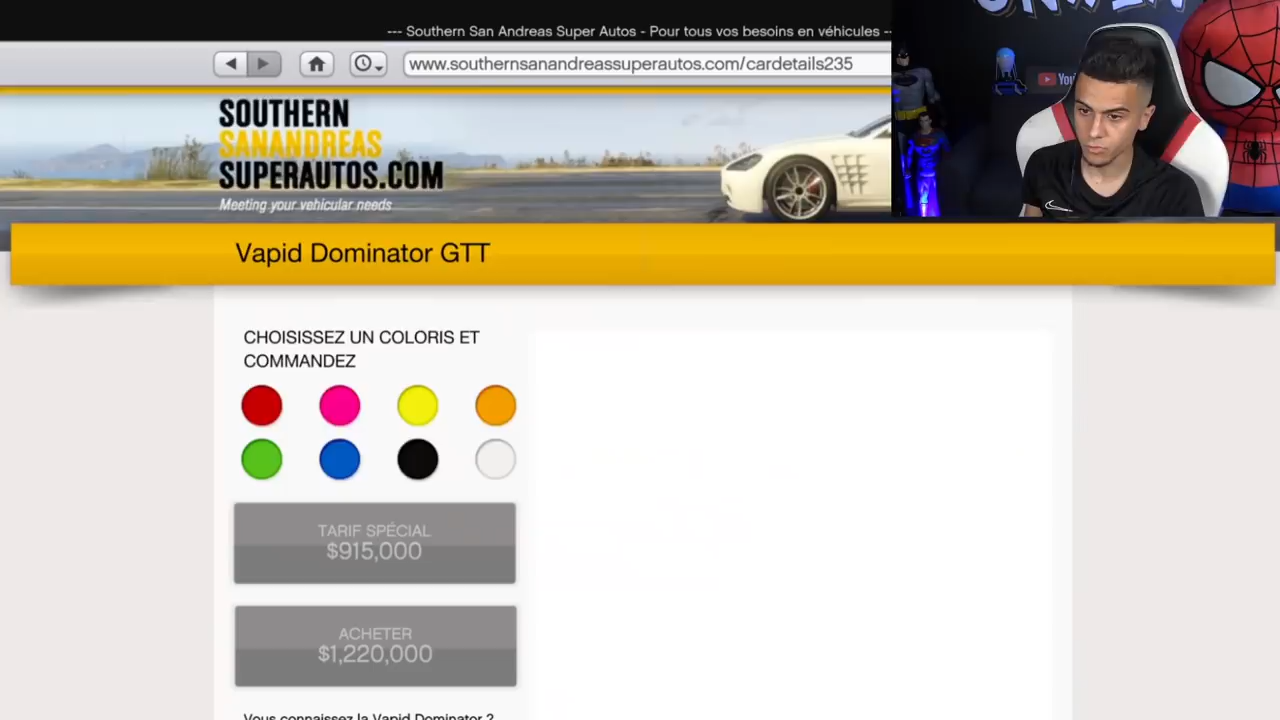 --- Southern San Andreas Super Autos - Pour tous vos besoins en véhicules --
www.southernsanandreassuperautos.com/cardetails235
You
SOUTHERN
SANANDREAS
SUPERAUTOS.COM
Meeting your vehicular needs
Vapid Dominator GTT
CHOISISSEZ UN COLORIS ET
COMMANDEZ
TARIF SPÉCIAL
$915,000
ACHETER
$1,220,000
Vous connaissez la Vapid Dominator ?